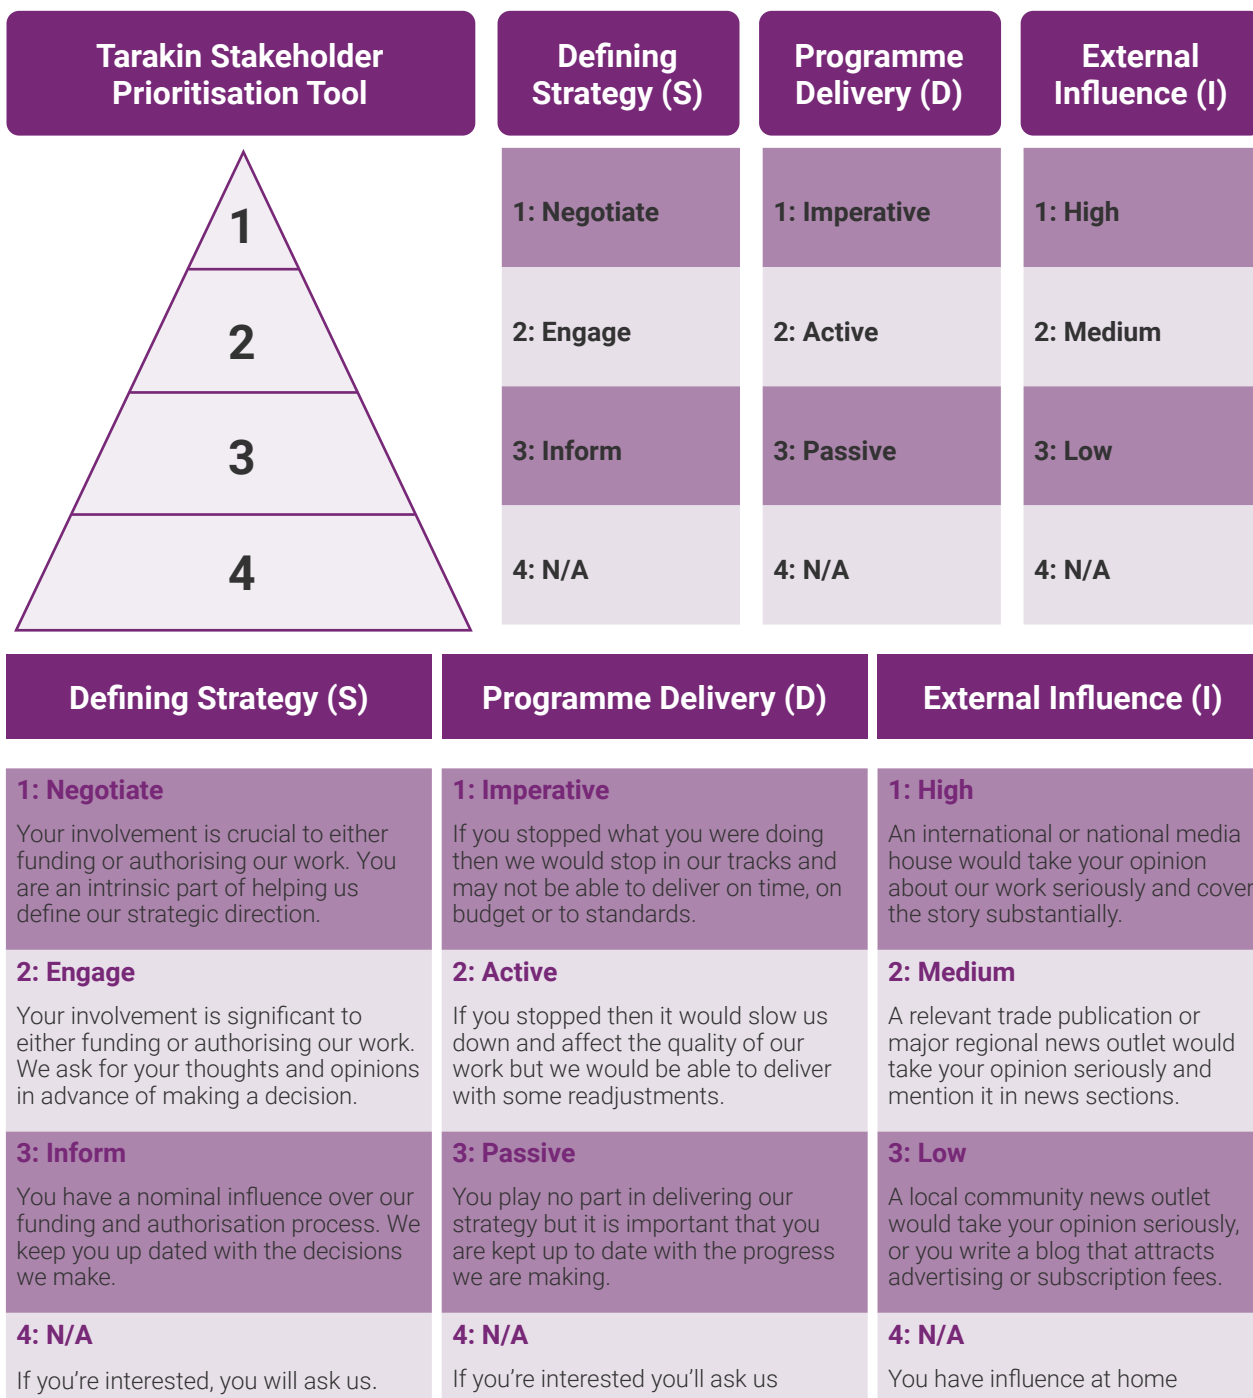 Tarakin Stakeholder
Prioritisation Tool
Defining
Strategy (S)
Programme
Delivery (D)
External
Influence (I)
1
2
3
4
1: Negotiate
1: Imperative
1: High
2: Engage
2: Active
2: Medium
3: Inform
3: Passive
3: Low
4: N/A
4: N/A
4: N/A
Defining Strategy (S)
Programme Delivery (D)
External Influence (I)
1: Negotiate
Your involvement is crucial to either
funding or authorising our work. You
are an intrinsic part of helping us
define our strategic direction.
2: Engage
Your involvement is significant to
either funding or authorising our work.
We ask for your thoughts and opinions
in advance of making a decision.
3: Inform
You have a nominal influence over our
funding and authorisation process. We
keep you up dated with the decisions
we make.
4: N/A
If you're interested, you will ask us.
1: Imperative
If you stopped what you were doing
then we would stop in our tracks and
may not be able to deliver on time, on
budget or to standards.
2: Active
If you stopped then it would slow us
down and affect the quality of our
work but we would be able to deliver
with some readjustments.
3: Passive
You play no part in delivering our
strategy but it is important that you
are kept up to date with the progress
we are making.
4: N/A
If you're interested you'll ask us
1: High
An international or national media
house would take your opinion
about our work seriously and cover
the story substantially.
2: Medium
A relevant trade publication or
major regional news outlet would
take your opinion seriously and
mention it in news sections.
3: Low
A local community news outlet
would take your opinion seriously,
or you write a blog that attracts
advertising or subscription fees.
4: N/A
You have influence at home